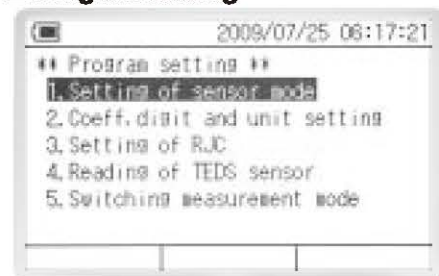 2009/07/25 06:17:21
** Program setting **
1.Setting of sensor mode
2.Coeff.digit and unit setting
3.Setting of RJC
4.Reading of TEDS sensor
5.Switching measurement mode